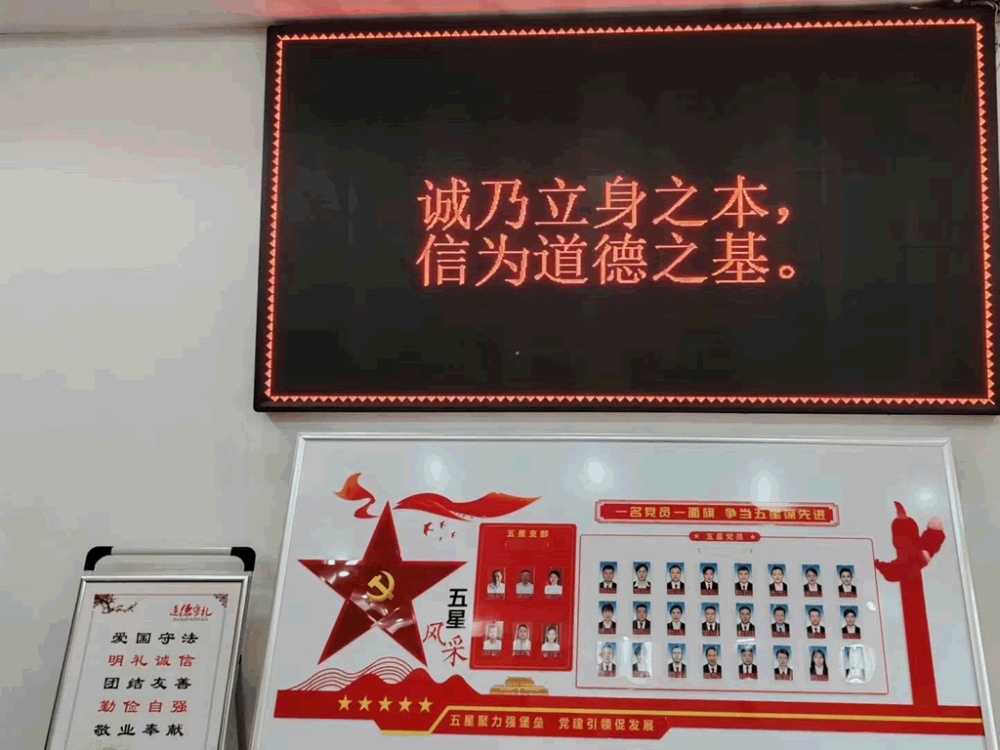 诚乃立身之本，
信为道德之基。
一名党员一面旗 争当五星保先进
五星支部
五星党员
五星
风采
五星聚力强堡垒 党建引领促发展
道德守礼
爱国守法
明礼诚信
团结友善
勤俭自强
敬业奉献